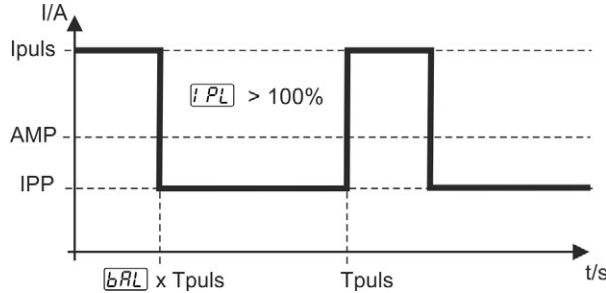 I/A
Ipuls
IPL > 100%
AMP
IPP
bAL x Tpuls
Tpuls
t/s